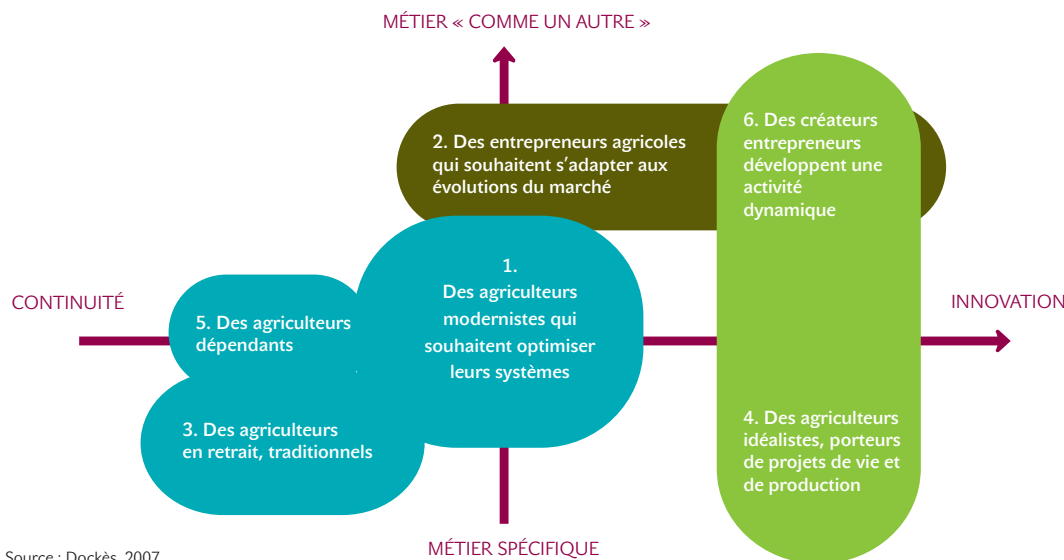 MÉTIER « COMME UN AUTRE »
2. Des entrepreneurs agricoles
qui souhaitent s’adapter aux
évolutions du marché
6. Des créateurs
entrepreneurs
développent une
activité
dynamique
CONTINUITÉ
INNOVATION
1.
Des agriculteurs
modernistes qui
souhaitent optimiser
leurs systèmes
5. Des agriculteurs
dépendants
3. Des agriculteurs
en retrait, traditionnels
4. Des agriculteurs
idéalistes, porteurs
de projets de vie et
de production
MÉTIER SPÉCIFIQUE
Source : Dockès, 2007